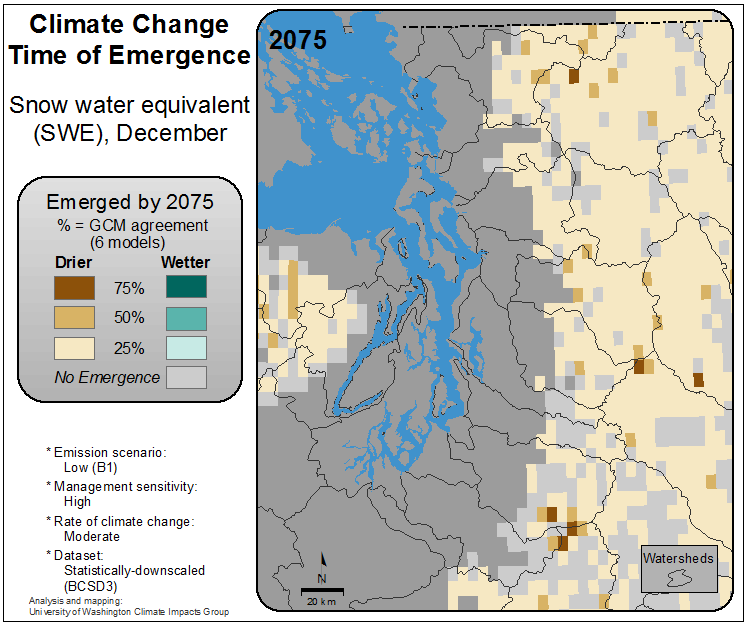 Climate Change
Time of Emergence
Snow water equivalent
(SWE), December
Emerged by 2075
% = GCM agreement
(6 models)
Drier Wetter
75%
50%
25%
No Emergence
* Emission scenario:
Low (B1)
* Management sensitivity:
High
* Rate of climate change:
Moderate
* Dataset:
Statistically-downscaled
(BCSD3)
Analysis and mapping:
University of Washington Climate Impacts Group
2075
N
20 km
Watersheds